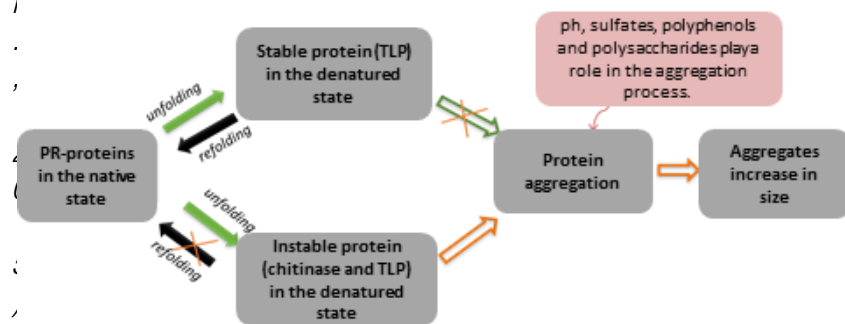 Stable protein (TLP)
in the denatured
state
ph, sulfates, polyphenols
and polysaccharides playa
role in the aggregation
process.
unfolding
refolding
PR-proteins
in the native
state
Protein
aggregation
Aggregates
increase in
size
unfolding
refolding
Instable protein
(chitinase and TLP)
in the denatured
state